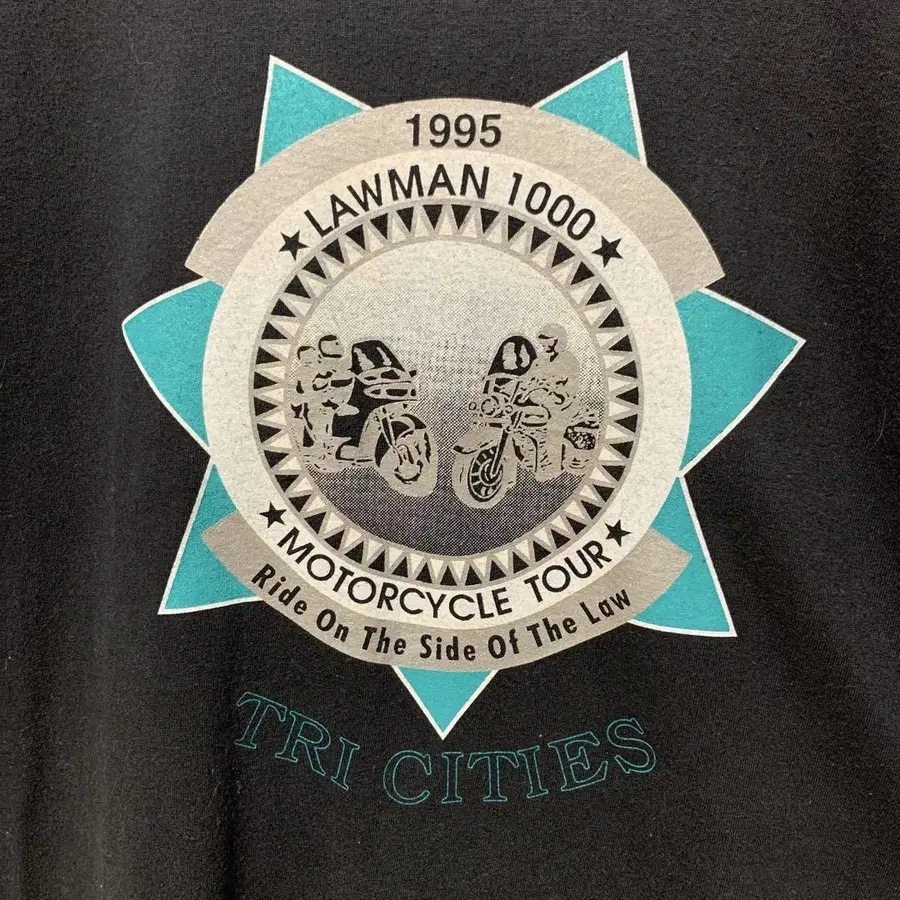 1995
LAWMAN 1000
MOTORCYCLE TOUR
Ride On The Side Of The Law
TRI CITIES